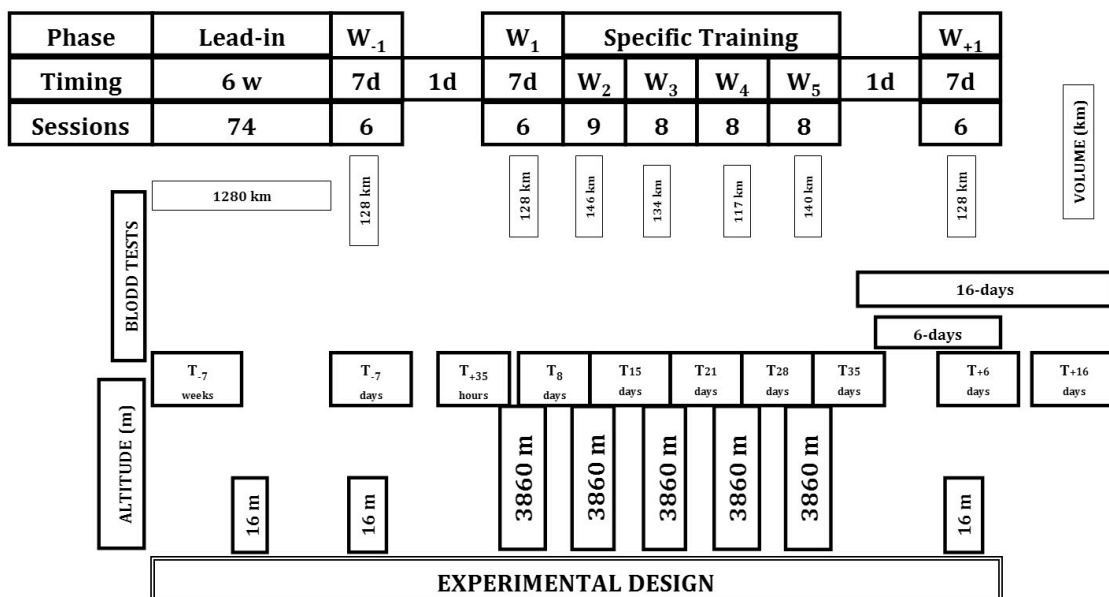 Phase Lead-in W-1 W1 Specific Training W+1
Timing 6 w 7d 1d 7d W2 W3 W4 W5 1d 7d
Sessions 74 6 6 9 8 8 8 6
VOLUME (km)
1280 km
128 km
128 km
146 km
134 km
117 km
140 km
128 km
BLODD TESTS
16-days
6-days
T-7 weeks
T-7 days
T+35 hours
T8 days
T15 days
T21 days
T28 days
T35 days
T+6 days
T+16 days
ALTITUDE (m)
16 m
16 m
3860 m
3860 m
3860 m
3860 m
3860 m
16 m
EXPERIMENTAL DESIGN